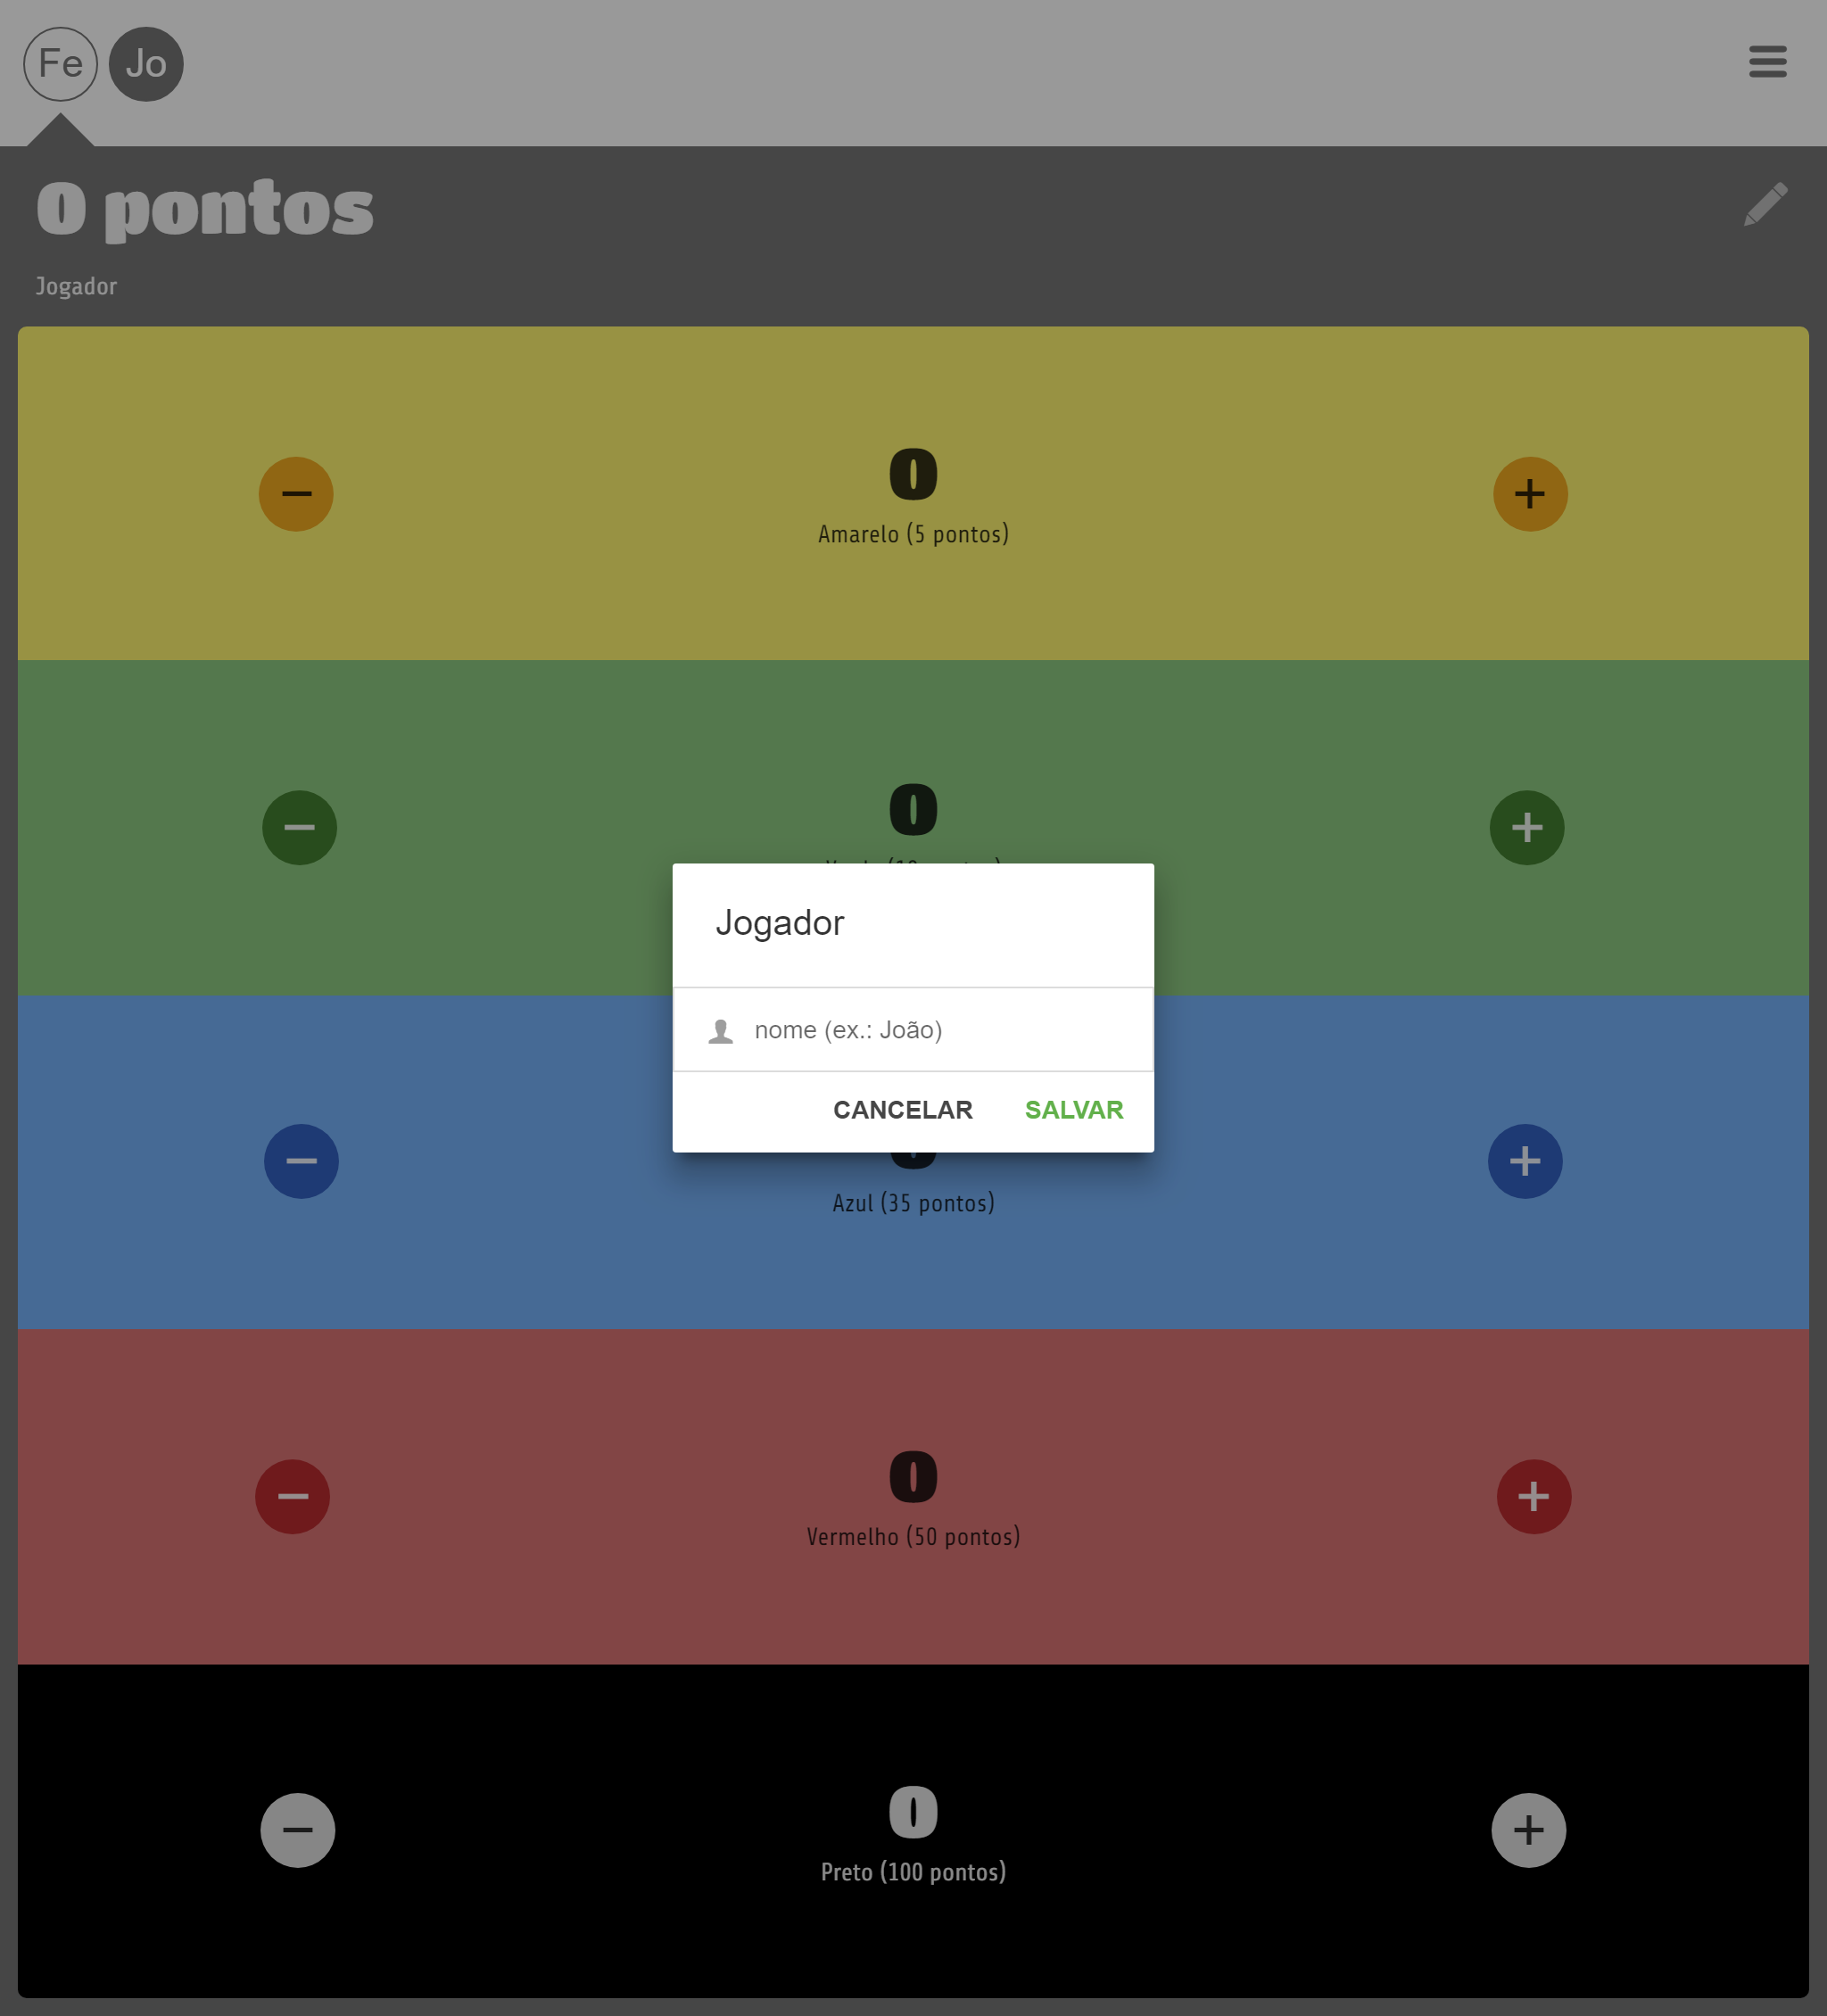 Fe Jo
0 pontos
Jogador
0
Amarelo (5 pontos)
0
Jogador
nome (ex.: João)
CANCELAR SALVAR
Azul (35 pontos)
0
Vermelho (50 pontos)
0
Preto (100 pontos)